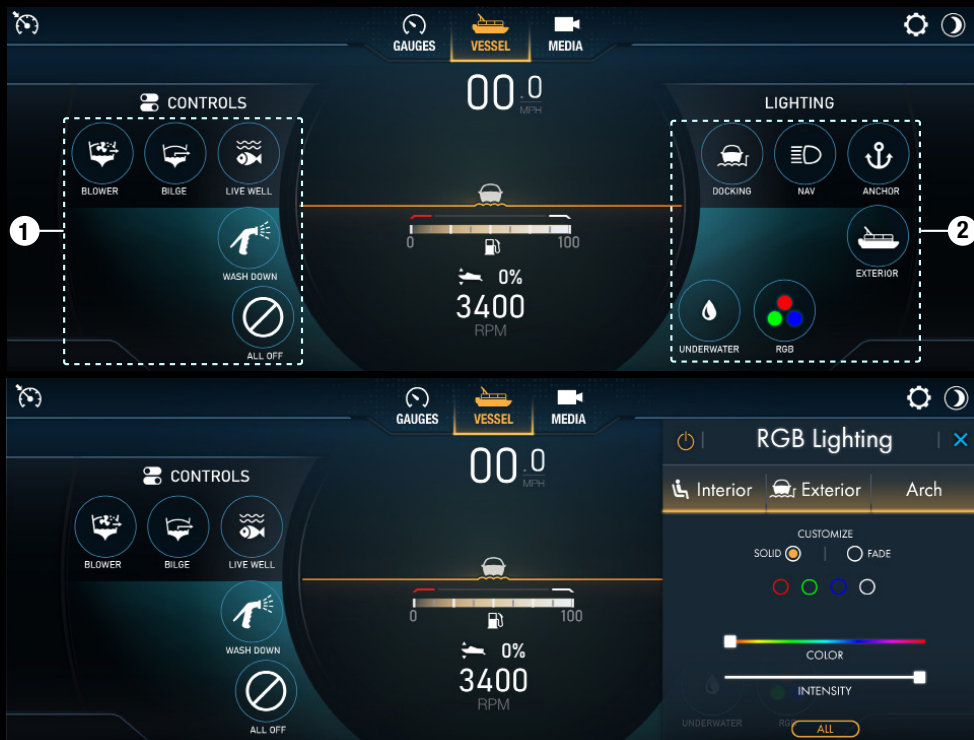 GAUGES VESSEL MEDIA
00.0
MPH
CONTROLS
LIGHTING
BLOWER BILGE LIVE WELL
DOCKING NAV ANCHOR
1
2
WASH DOWN
EXTERIOR
0 100
0%
3400
RPM
ALL OFF
UNDERWATER RGB
GAUGES VESSEL MEDIA
00.0
MPH
RGB Lighting
CONTROLS
Interior Exterior Arch
BLOWER BILGE LIVE WELL
CUSTOMIZE
SOLID FADE
0 100
WASH DOWN
0%
3400
RPM
COLOR
INTENSITY
ALL OFF
UNDERWATER RGB
ALL